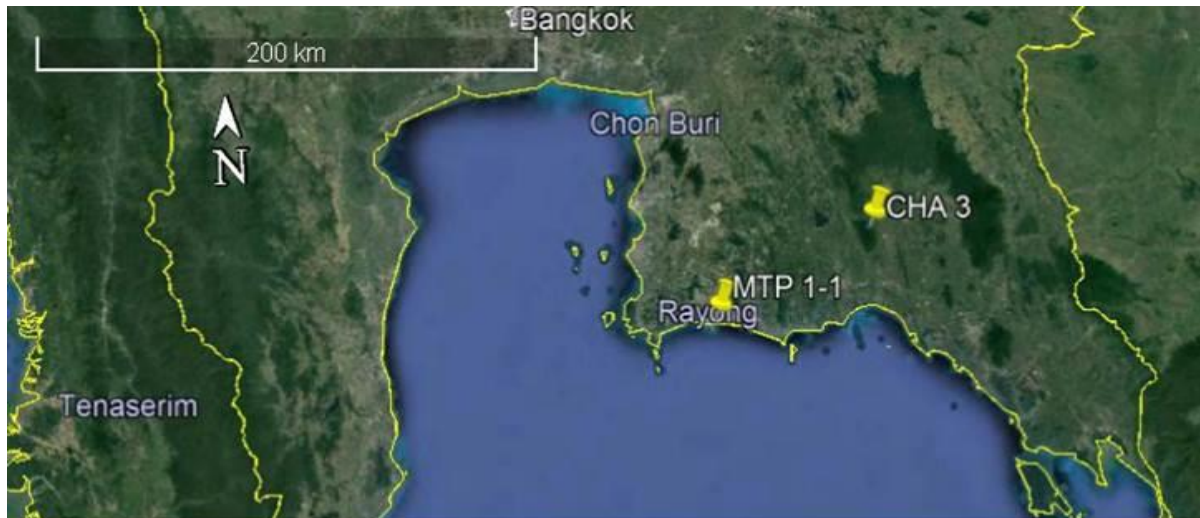 Bangkok
200 km
Chon Buri
N
CHA 3
MTP 1-1
Rayong
Tenaserim